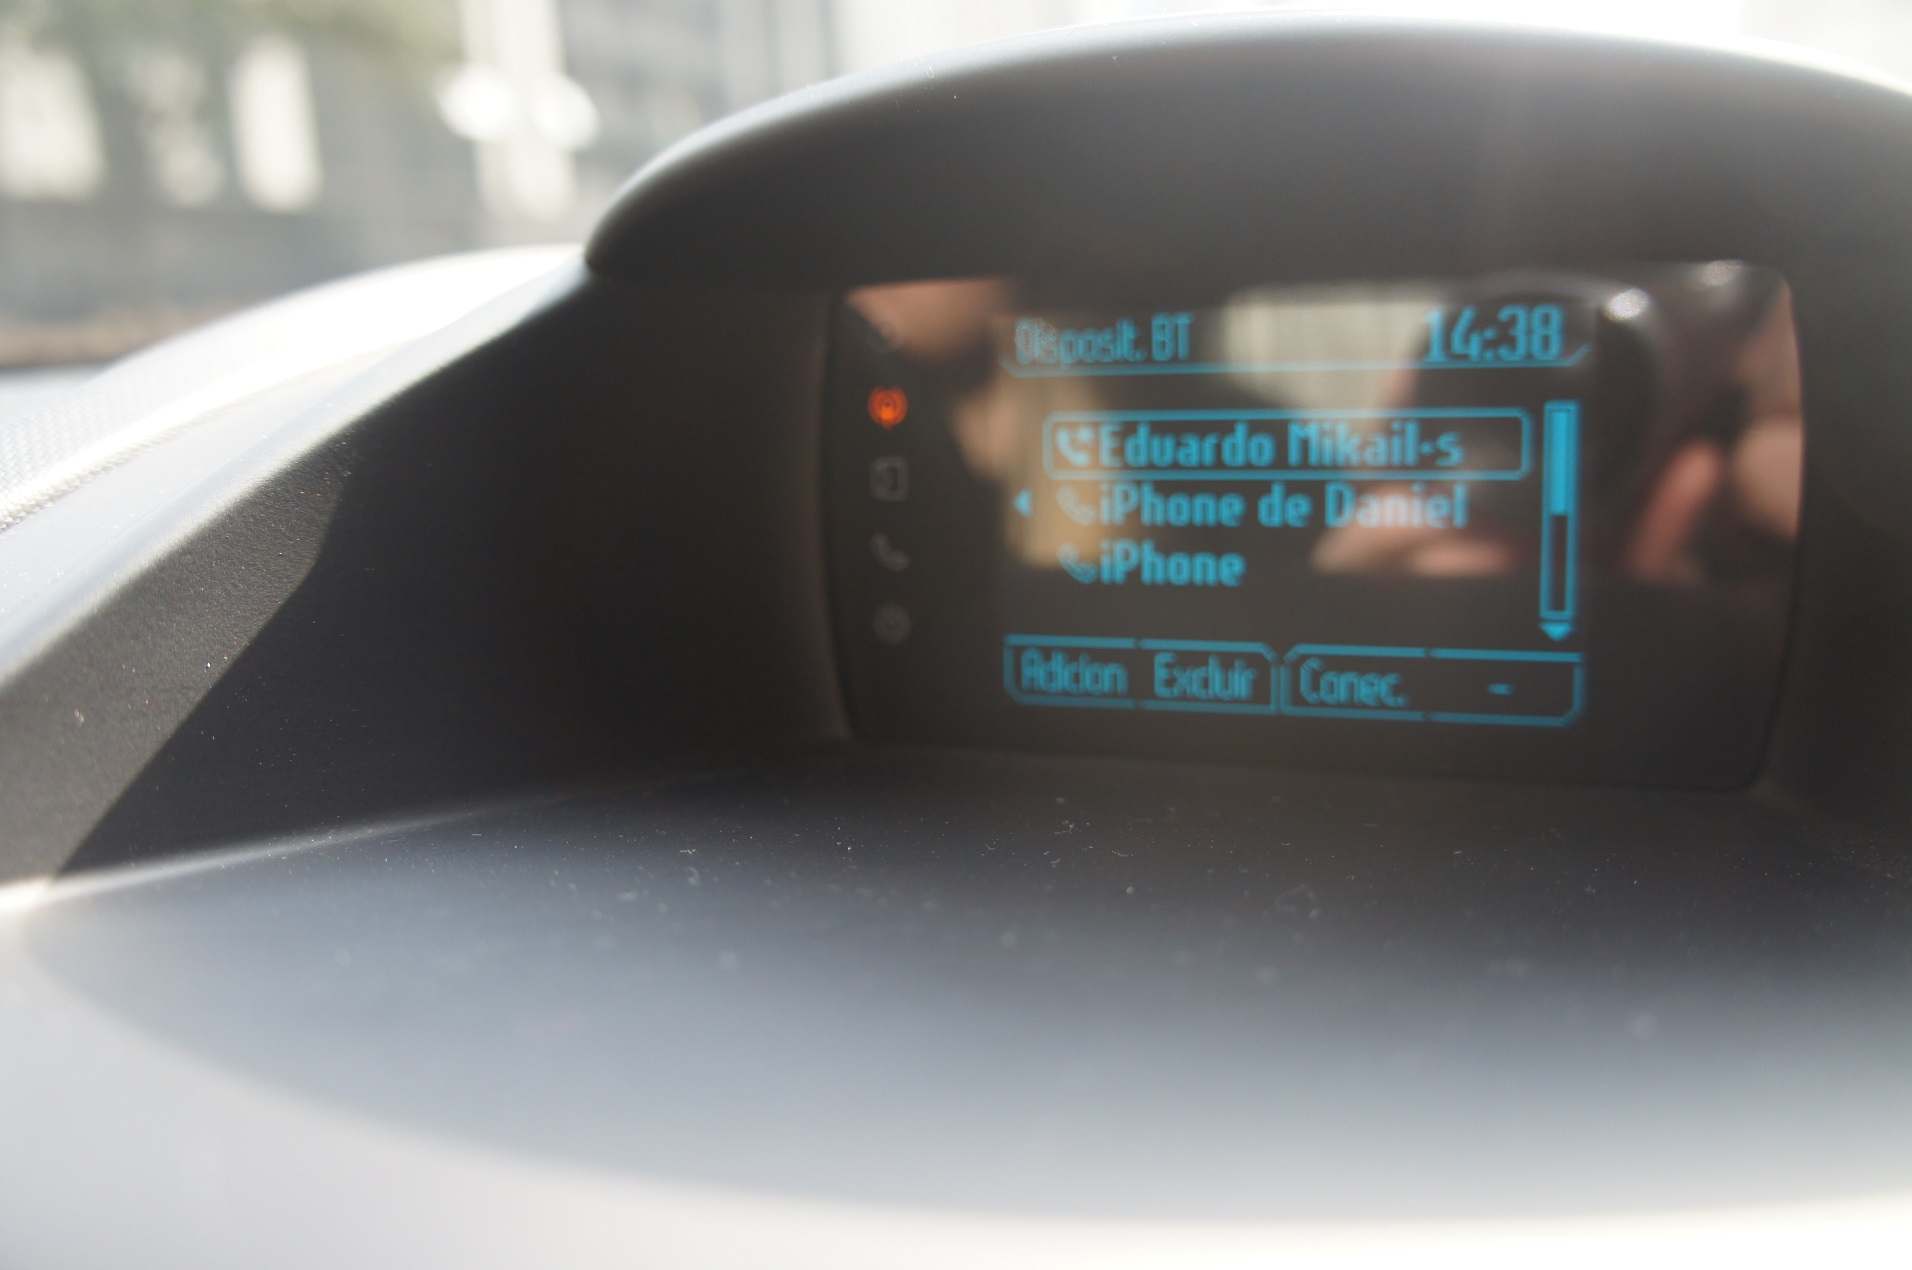 Disposit. BT 14:38
Eduardo Mikail·s
iPhone de Daniel
iPhone
Adicion Excluir Conec. -